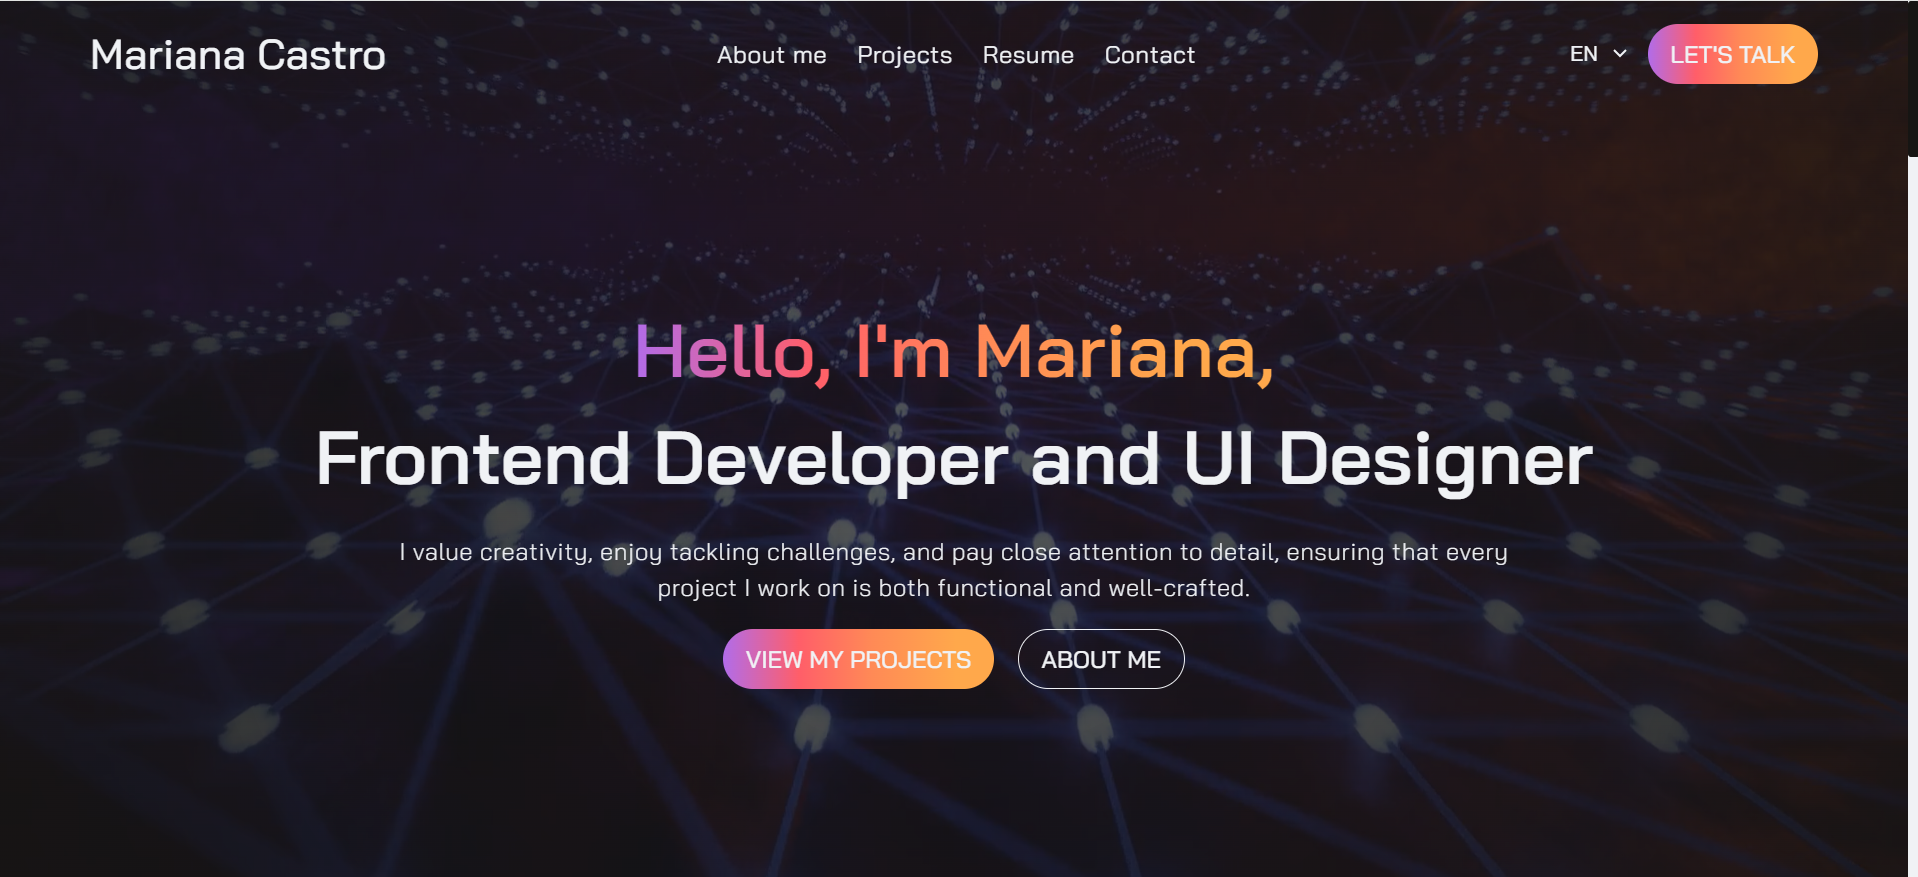 Mariana Castro
About me Projects Resume Contact
EN
LET'S TALK
Hello, I'm Mariana,
Frontend Developer and UI Designer
I value creativity, enjoy tackling challenges, and pay close attention to detail, ensuring that every
project I work on is both functional and well-crafted.
VIEW MY PROJECTS
ABOUT ME